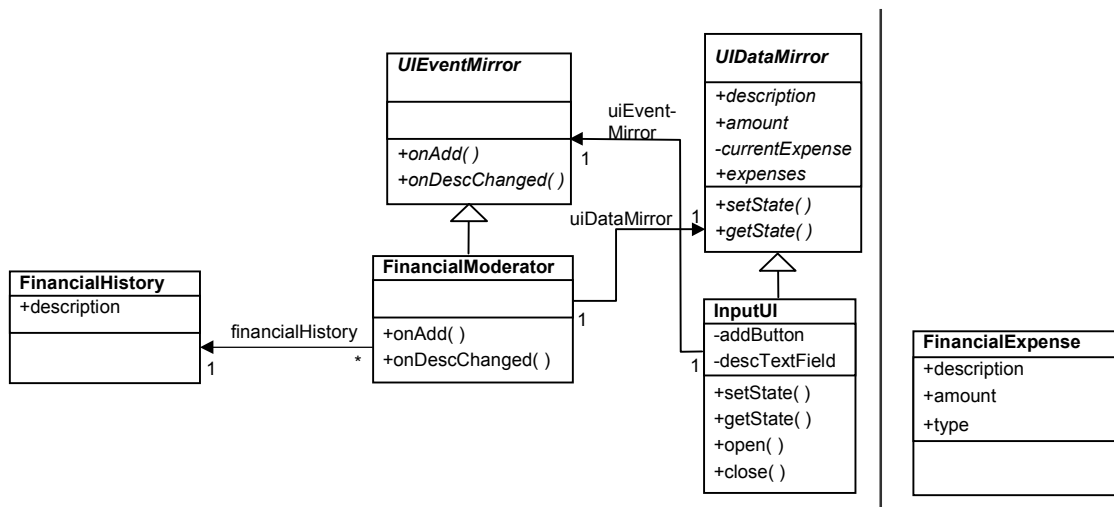 UIEventMirror
+onAdd( )
+onDescChanged( )
uiEvent-
Mirror
1
UIDataMirror
+description
+amount
-currentExpense
+expenses
+setState( )
+getState( )
uiDataMirror
1
FinancialHistory
+description
financialHistory
1
*
FinancialModerator
+onAdd( )
+onDescChanged( )
1
InputUI
-addButton
-descTextField
+setState( )
+getState( )
+open( )
+close( )
1
FinancialExpense
+description
+amount
+type